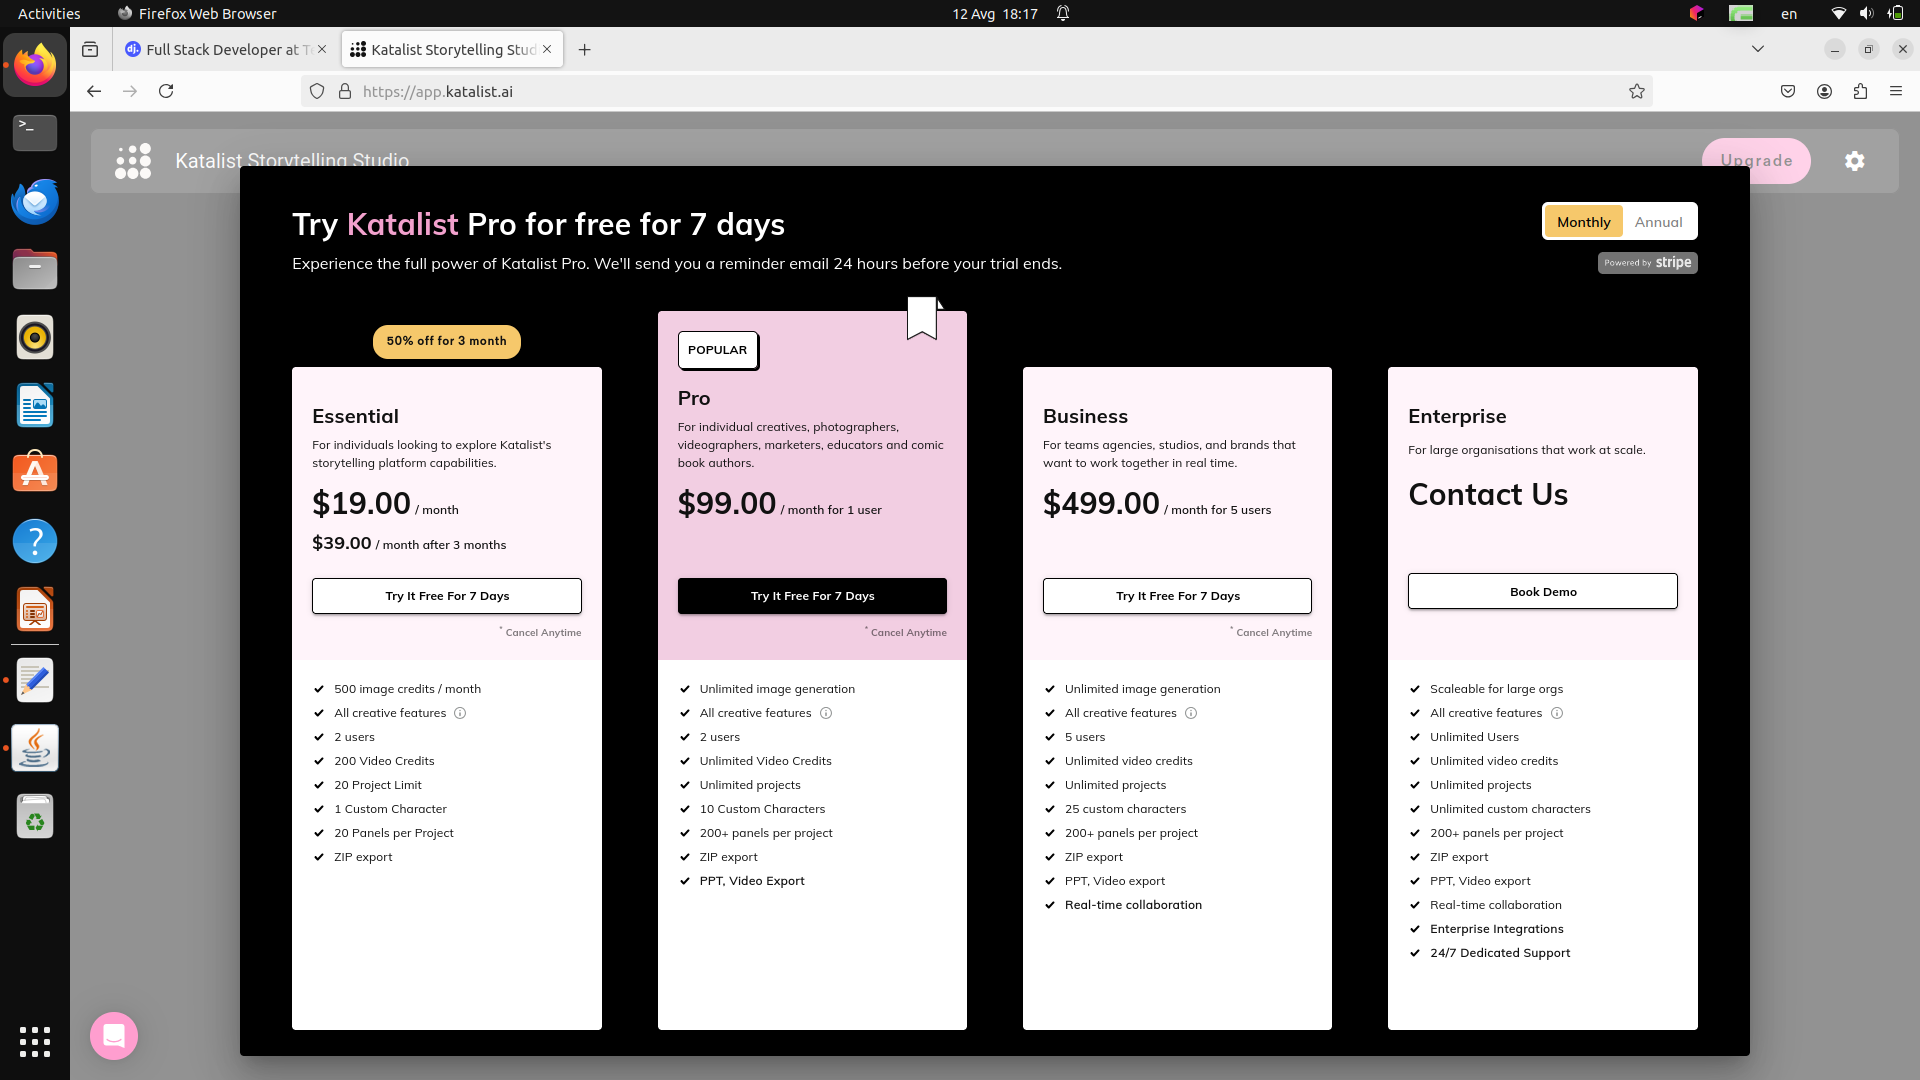 Activities
Firefox Web Browser
12 Avg 18:17
en
Full Stack Developer at T
Katalist Storytelling Stud
https://app.katalist.ai
Katalist Storytelling Studio
Upgrade
Try Katalist Pro for free for 7 days
Experience the full power of Katalist Pro. We'll send you a reminder email 24 hours before your trial ends.
Monthly
Annual
Powered by stripe
50% off for 3 month
Essential
For individuals looking to explore Katalist's
storytelling platform capabilities.
$19.00 / month
$39.00 / month after 3 months
Try It Free For 7 Days
* Cancel Anytime
500 image credits / month
All creative features
2 users
200 Video Credits
20 Project Limit
1 Custom Character
20 Panels per Project
ZIP export
POPULAR
Pro
For individual creatives, photographers,
videographers, marketers, educators and comic
book authors.
$99.00 / month for 1 user
Try It Free For 7 Days
* Cancel Anytime
Unlimited image generation
All creative features
2 users
Unlimited Video Credits
Unlimited projects
10 Custom Characters
200+ panels per project
ZIP export
PPT, Video Export
Business
For teams agencies, studios, and brands that
want to work together in real time.
$499.00 / month for 5 users
Try It Free For 7 Days
* Cancel Anytime
Unlimited image generation
All creative features
5 users
Unlimited video credits
Unlimited projects
25 custom characters
200+ panels per project
ZIP export
PPT, Video export
Real-time collaboration
Enterprise
For large organisations that work at scale.
Contact Us
Book Demo
Scaleable for large orgs
All creative features
Unlimited Users
Unlimited video credits
Unlimited projects
Unlimited custom characters
200+ panels per project
ZIP export
PPT, Video export
Real-time collaboration
Enterprise Integrations
24/7 Dedicated Support